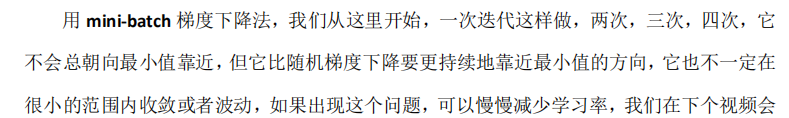 用 mini-batch 梯度下降法，我们从这里开始，一次迭代这样做，两次，三次，四次，它
不会总朝向最小值靠近，但它比随机梯度下降要更持续地靠近最小值的方向，它也不一定在
很小的范围内收敛或者波动，如果出现这个问题，可以慢慢减少学习率，我们在下个视频会